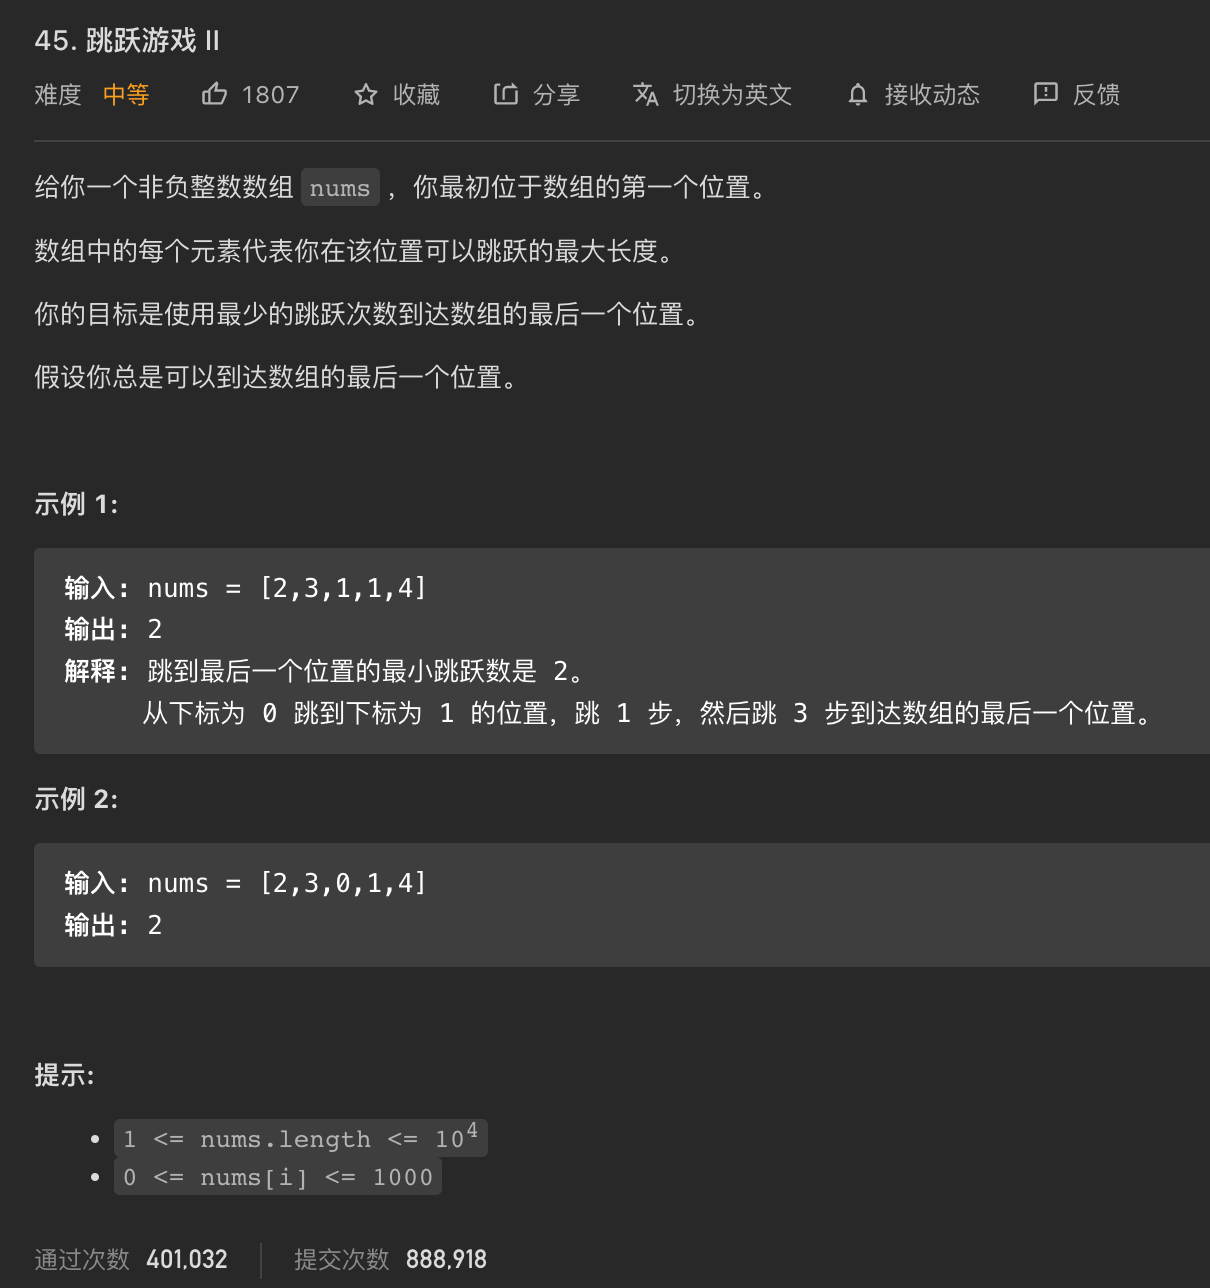 45. 跳跃游戏 II
难度 中等 1807 收藏 分享 切换为英文 接收动态 反馈
给你一个非负整数数组 nums ，你最初位于数组的第一个位置。
数组中的每个元素代表你在该位置可以跳跃的最大长度。
你的目标是使用最少的跳跃次数到达数组的最后一个位置。
假设你总是可以到达数组的最后一个位置。
示例 1:
输入: nums = [2,3,1,1,4]
输出: 2
解释: 跳到最后一个位置的最小跳跃数是 2。
从下标为 0 跳到下标为 1 的位置，跳 1 步，然后跳 3 步到达数组的最后一个位置。
示例 2:
输入: nums = [2,3,0,1,4]
输出: 2
提示:
• 1 <= nums.length <= 10⁴
• 0 <= nums[i] <= 1000
通过次数 401,032 提交次数 888,918